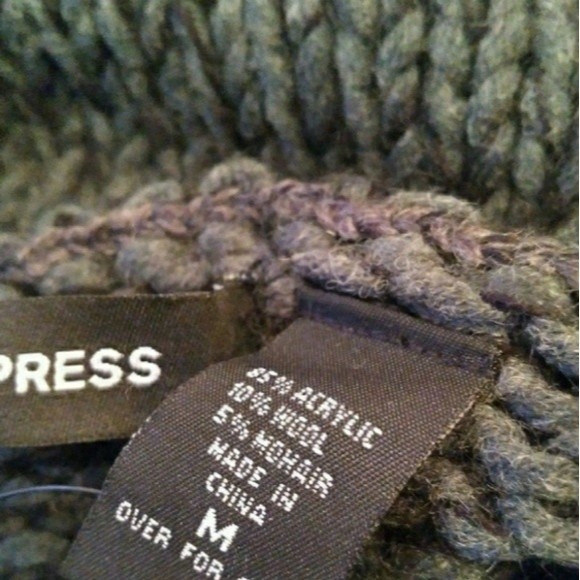 PRESS
85% ACRYLIC
10% WOOL
5% MOHAIR
MADE IN
CHINA
M
OVER FOR